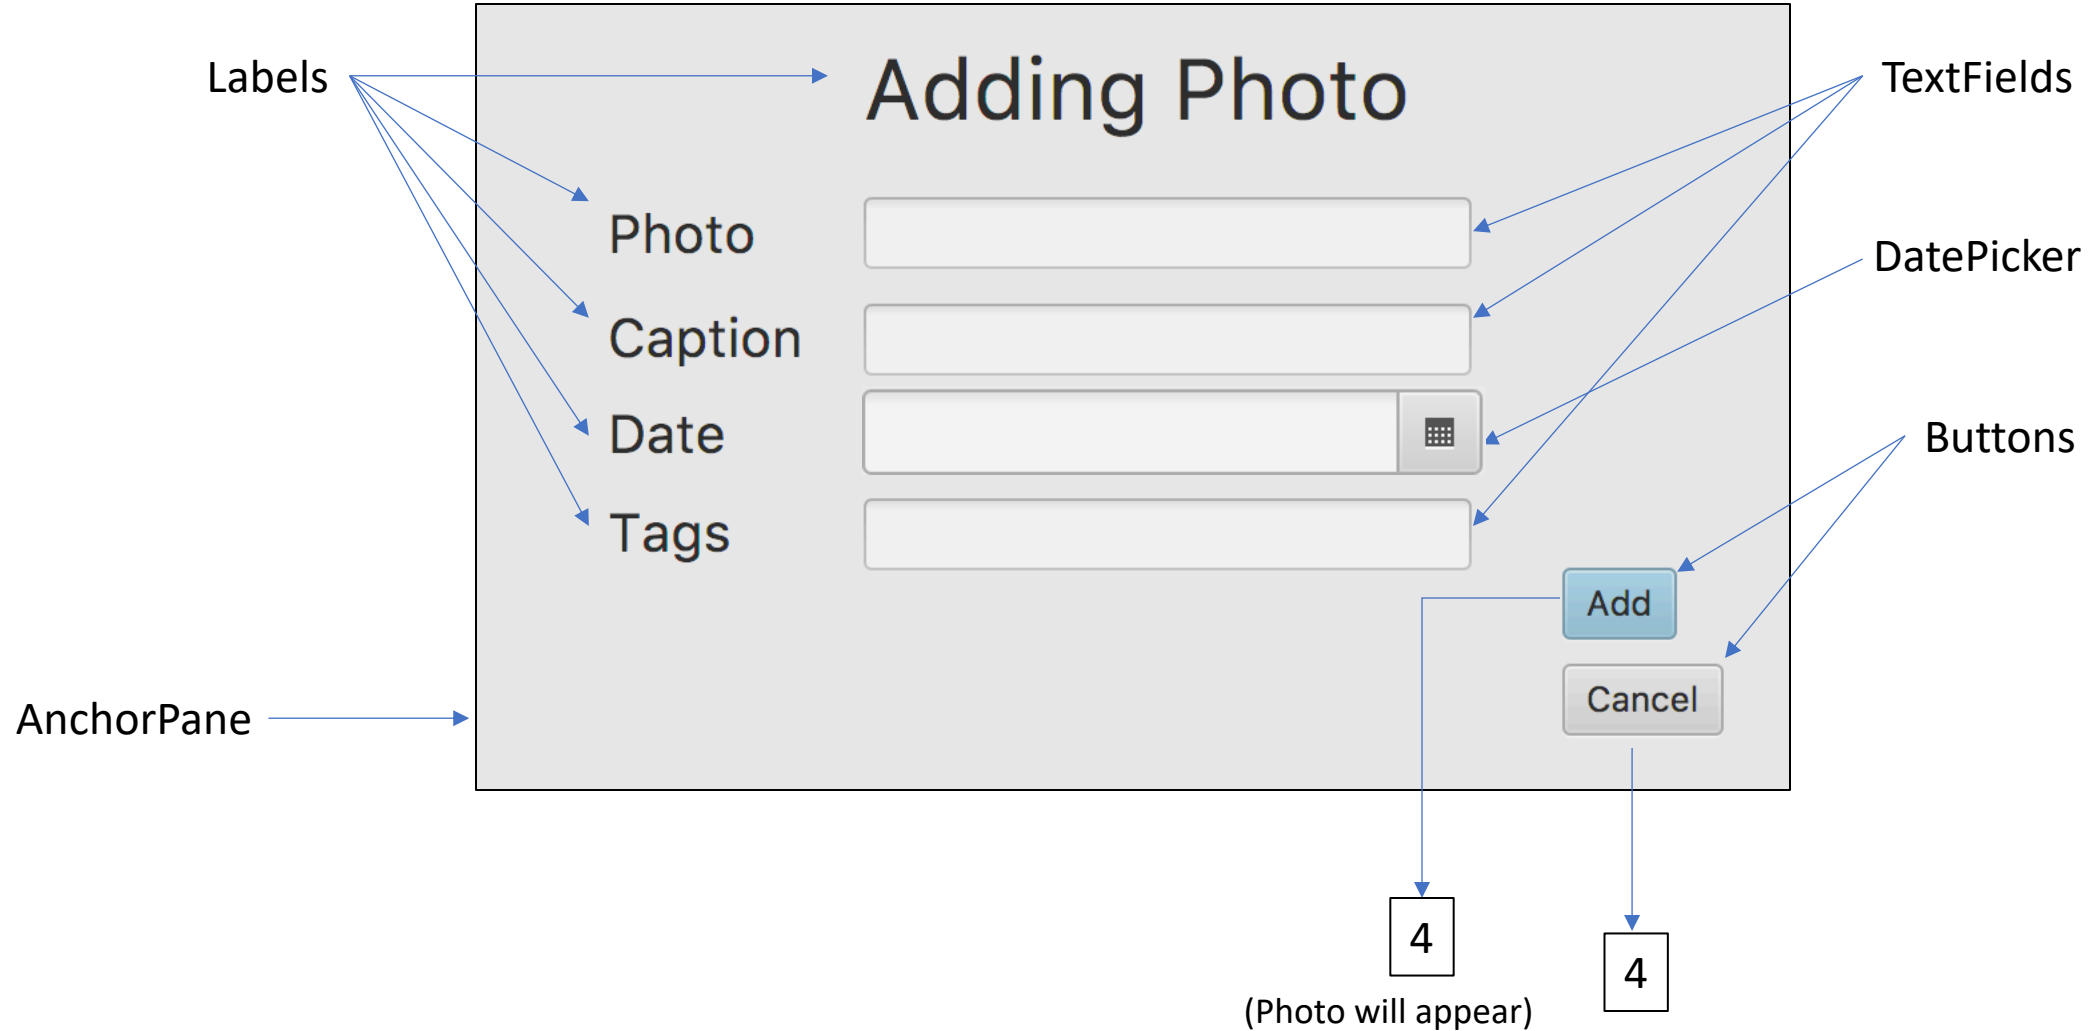 Labels
Adding Photo
TextFields
Photo
DatePicker
Caption
Date
Buttons
Tags
Add
Cancel
AnchorPane
4
4
(Photo will appear)